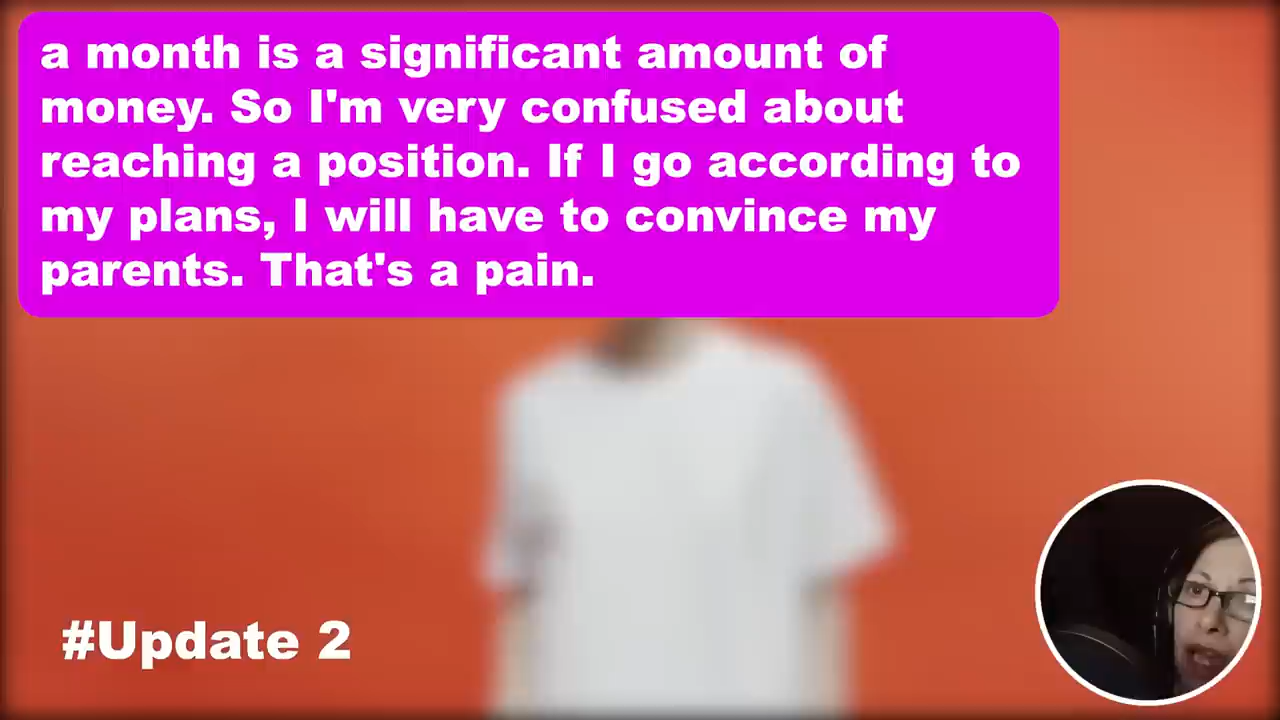 a month is a significant amount of
money. So I'm very confused about
reaching a position. If I go according to
my plans, I will have to convince my
parents. That's a pain.
#Update 2